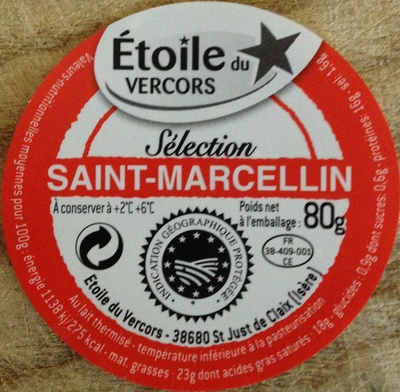 Étoile du
VERCORS
Sélection
SAINT-MARCELLIN
À conserver à +2°C +6°C
Poids net
à l'emballage : 80g
INDICATION GÉOGRAPHIQUE PROTÉGÉE
FR
38-409-001
CE
Etoile du Vercors - 38680 St Just de Claix (Isère)
Au lait thermisé - température inférieure à la pasteurisation
Valeurs nutritionnelles moyennes pour 100g : énergie 1138 kj/275 kcal - mat. grasses : 23g dont acides gras saturés : 18g - glucides : 0.9g dont sucres: 0.6g - protéines: 16g - sel: 1.6g